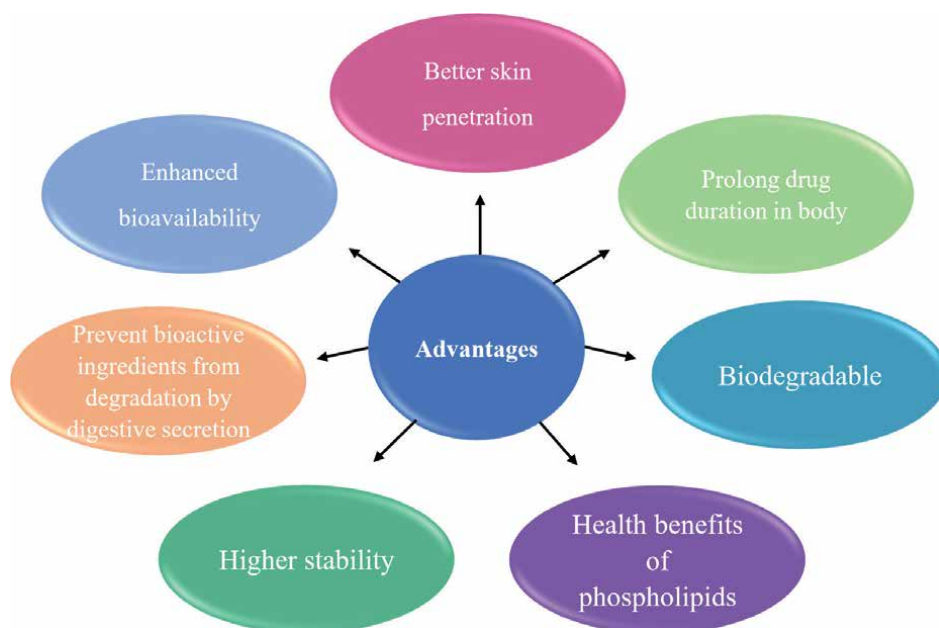 Better skin
penetration
Enhanced
bioavailability
Prolong drug
duration in body
Advantages
Prevent bioactive
ingredients from
degradation by
digestive secretion
Biodegradable
Higher stability
Health benefits
of
phospholipids